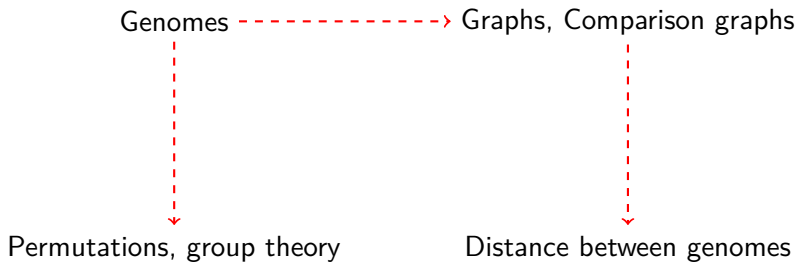 Genomes
Graphs, Comparison graphs
Permutations, group theory
Distance between genomes